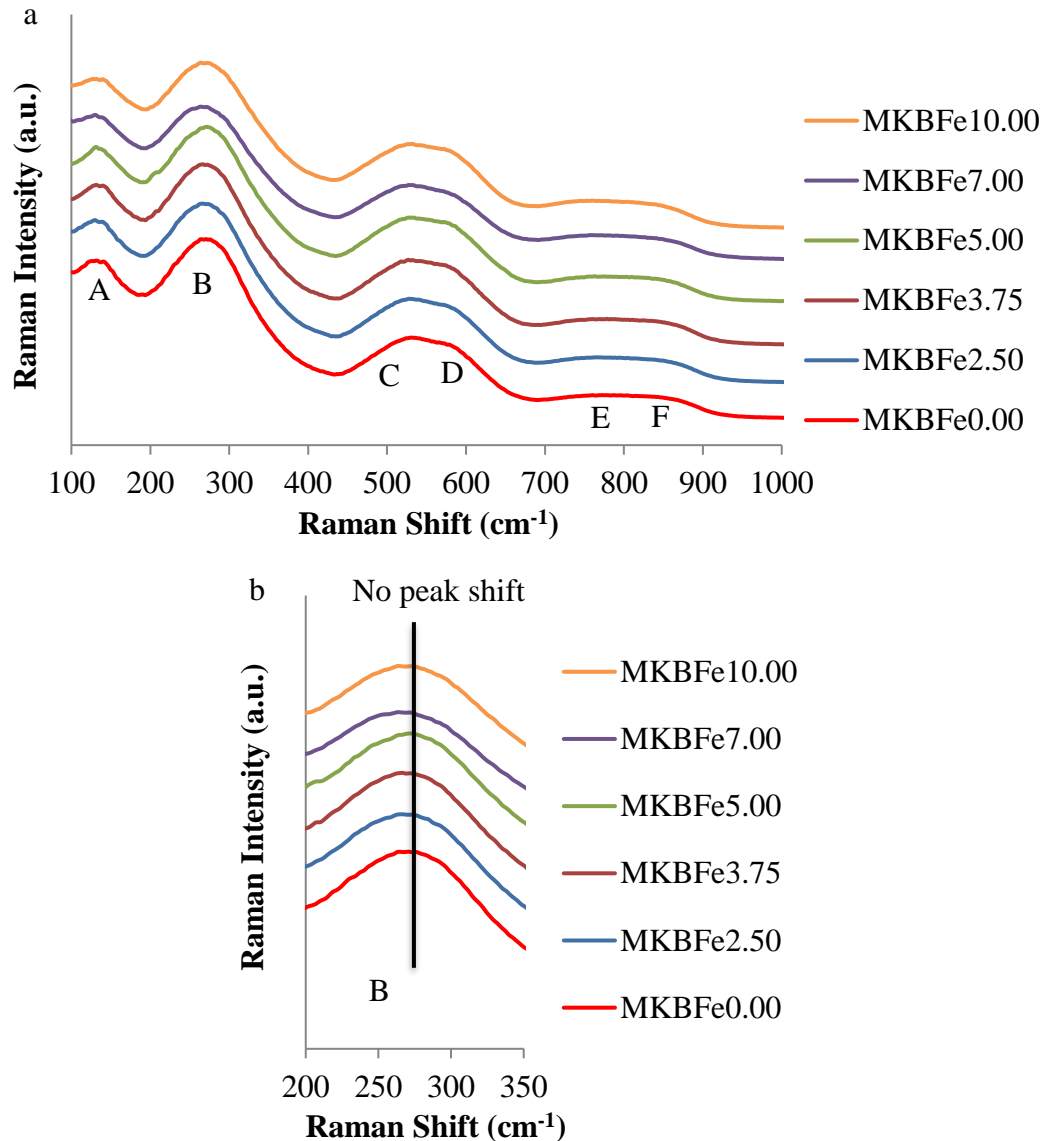 a
Raman Intensity (a.u.)
MKBFe10.00
MKBFe7.00
MKBFe5.00
MKBFe3.75
MKBFe2.50
MKBFe0.00
A
B
C
D
E
F
100 200 300 400 500 600 700 800 900 1000
Raman Shift (cm-1)
b
No peak shift
Raman Intensity (a.u.)
MKBFe10.00
MKBFe7.00
MKBFe5.00
MKBFe3.75
MKBFe2.50
MKBFe0.00
B
200 250 300 350
Raman Shift (cm-1)